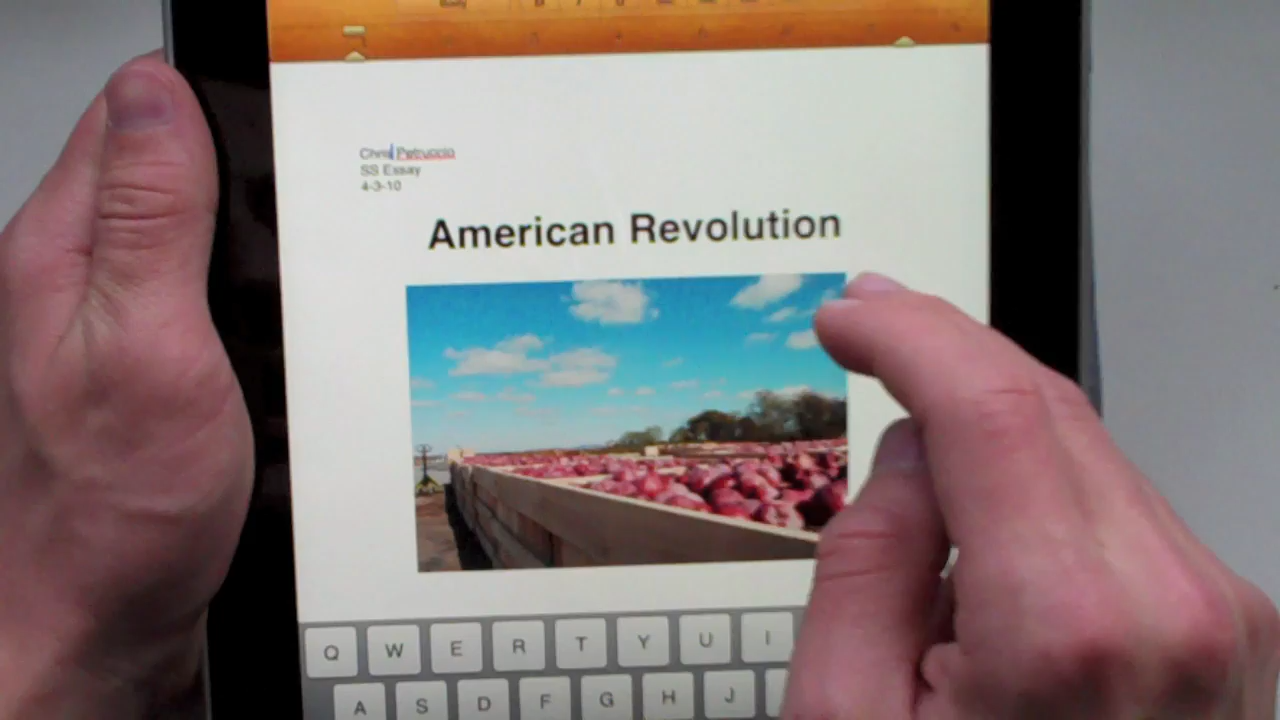 Chris Petruccio
SS Essay
4-3-10
American Revolution
Q W E R T Y U I
A S D F G H J